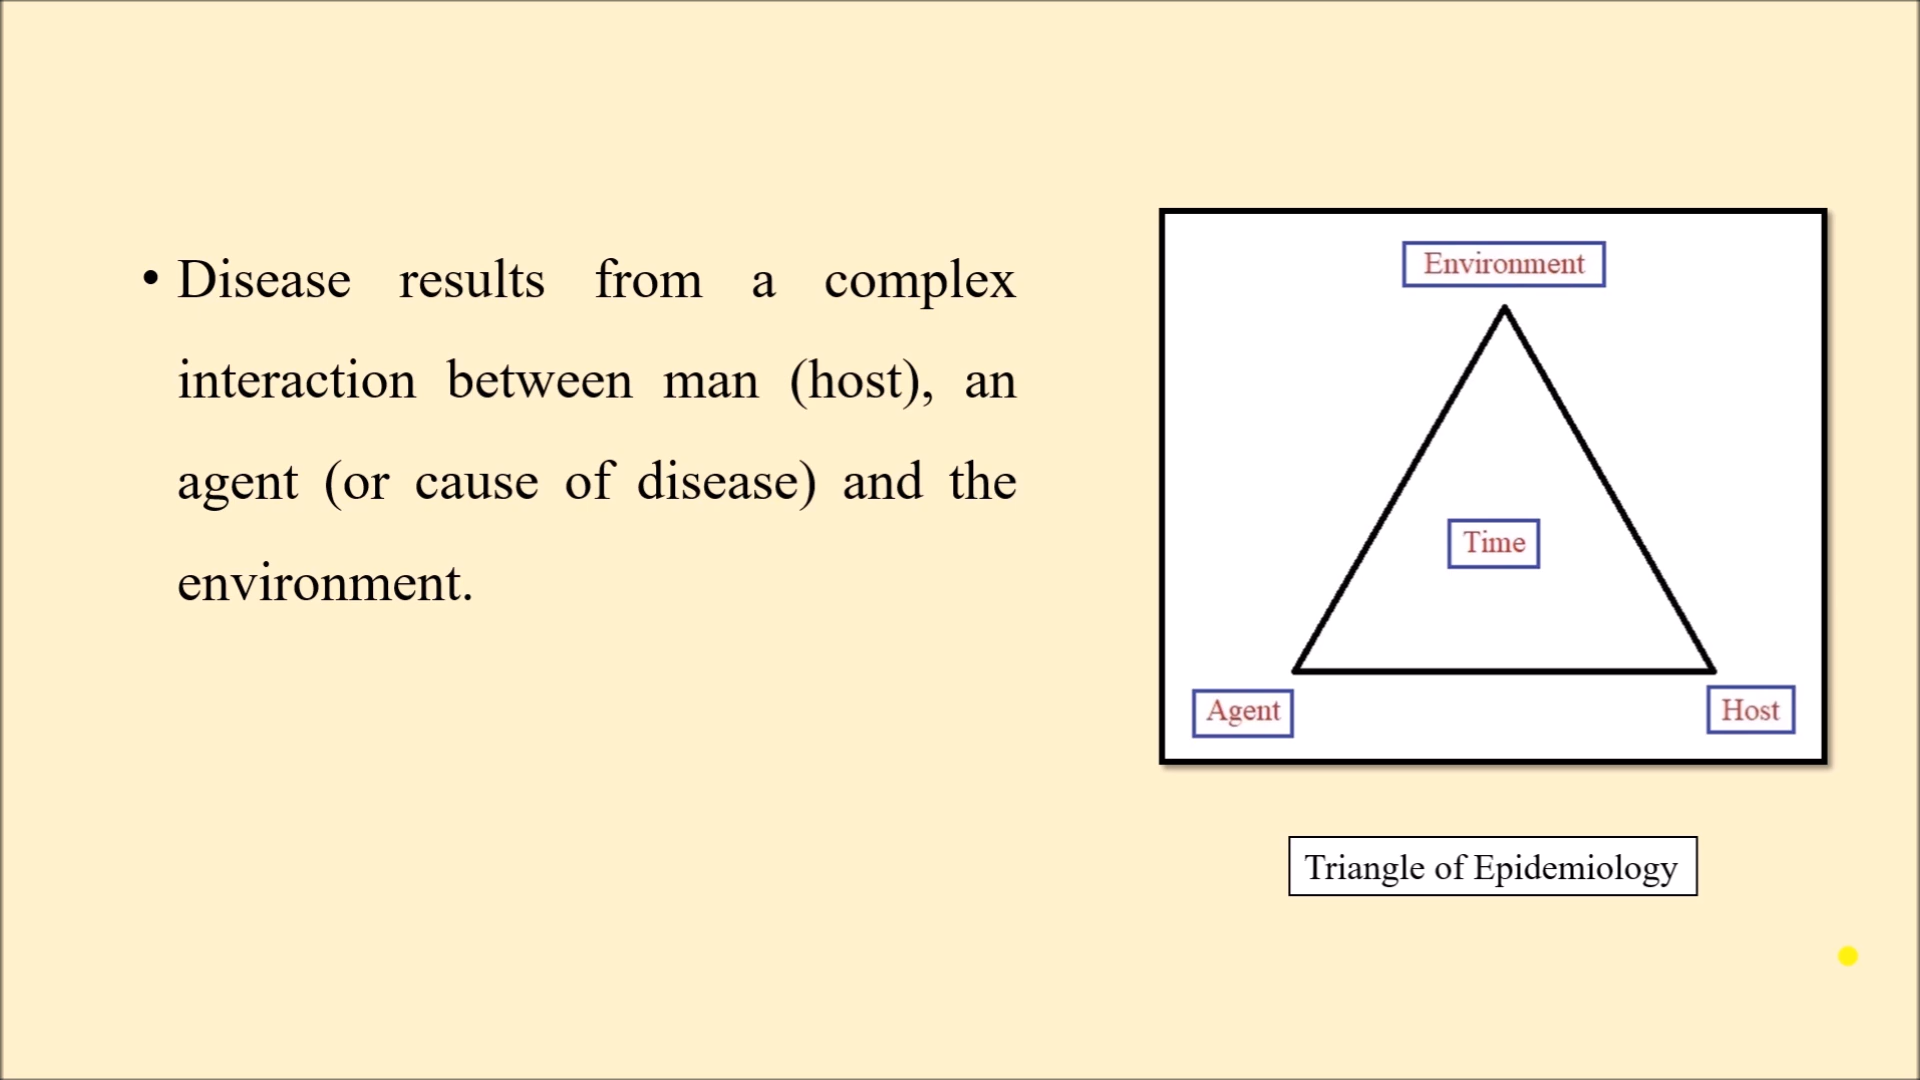 • Disease results from a complex
interaction between man (host), an
agent (or cause of disease) and the
environment.
Environment
Time
Agent
Host
Triangle of Epidemiology